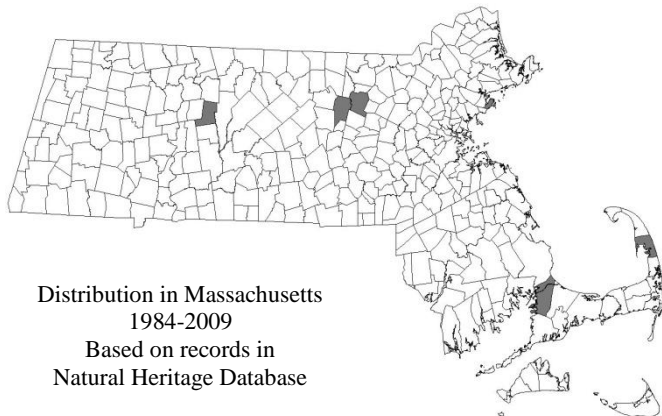 Distribution in Massachusetts
1984-2009
Based on records in
Natural Heritage Database